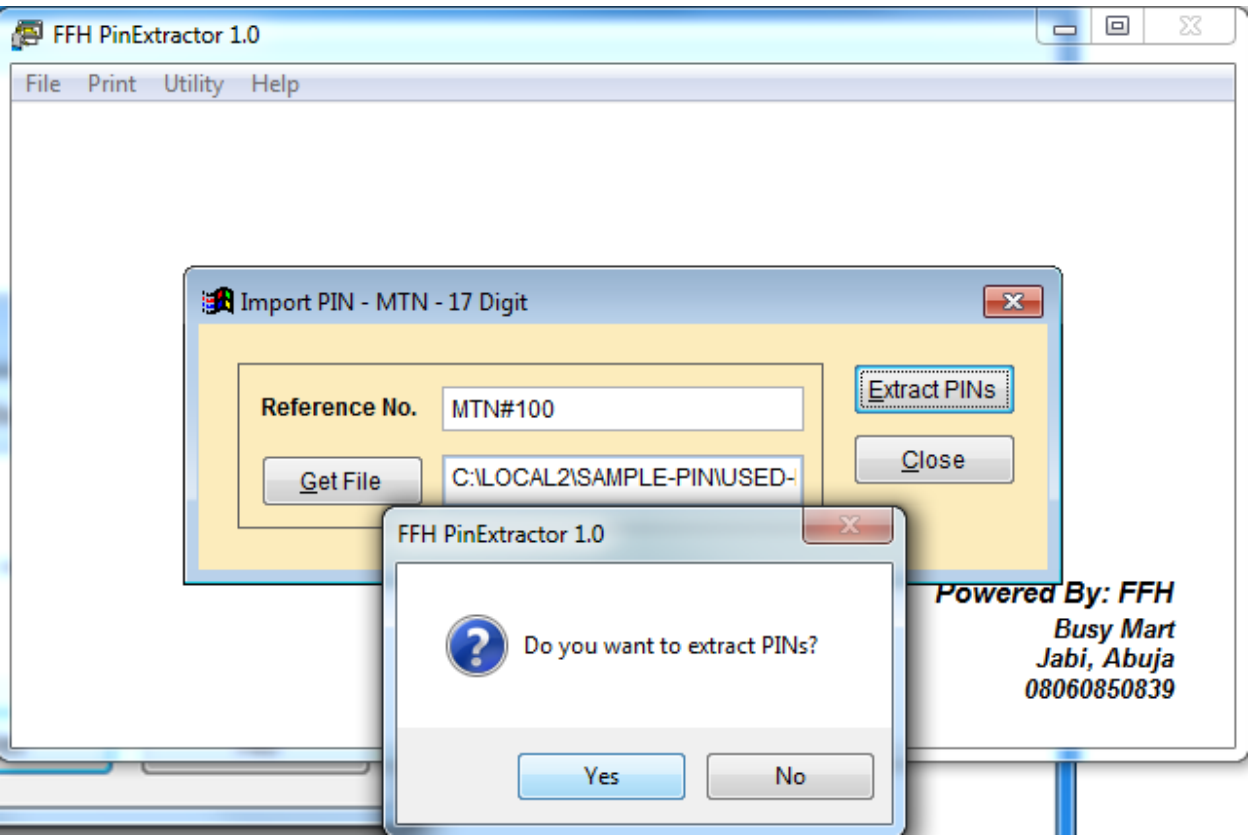 FFH PinExtractor 1.0
File Print Utility Help
Import PIN - MTN - 17 Digit
Reference No. MTN#100
Extract PINs
Get File C:\LOCAL2\SAMPLE-PIN\USED-
Close
FFH PinExtractor 1.0
Do you want to extract PINs?
Yes No
Powered By: FFH
Busy Mart
Jabi, Abuja
08060850839